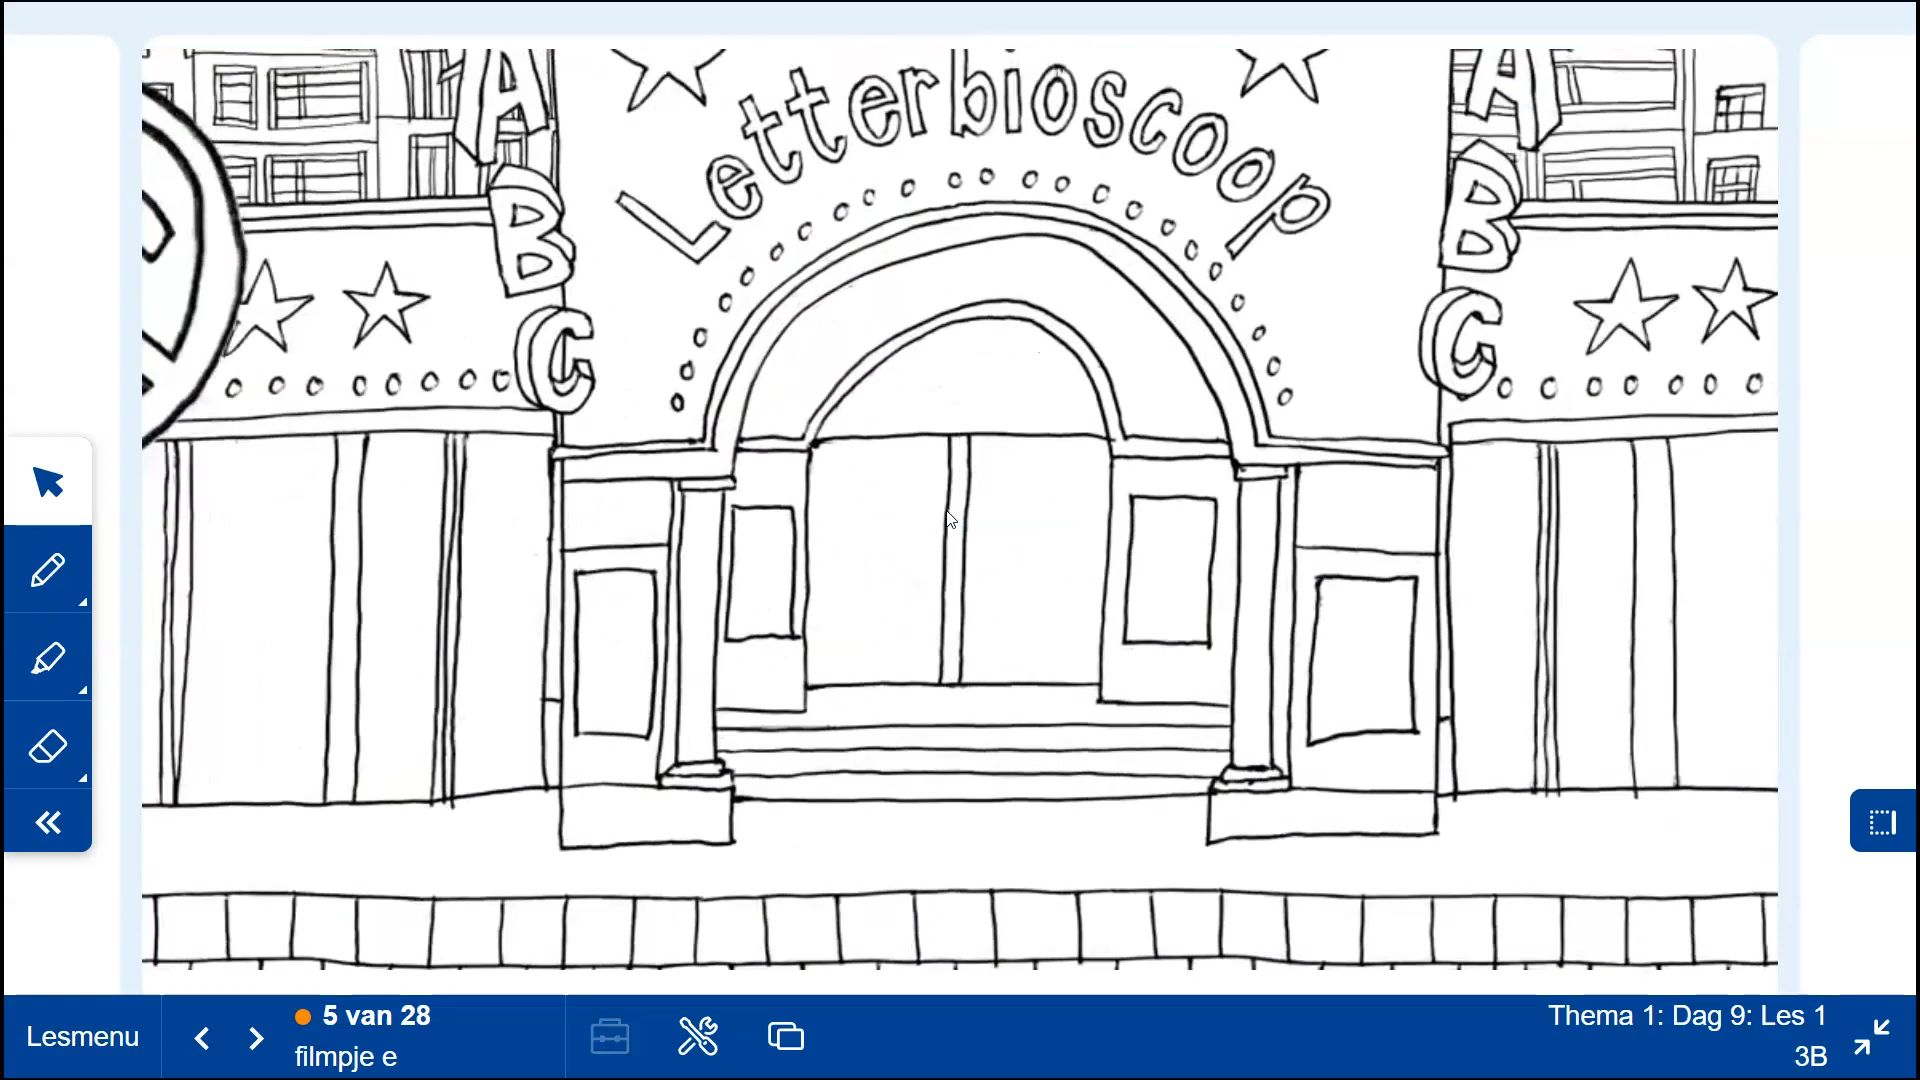 Letterbioscoop
A
B
C
A
B
C
Lesmenu
5 van 28
filmpje e
Thema 1: Dag 9: Les 1
3B